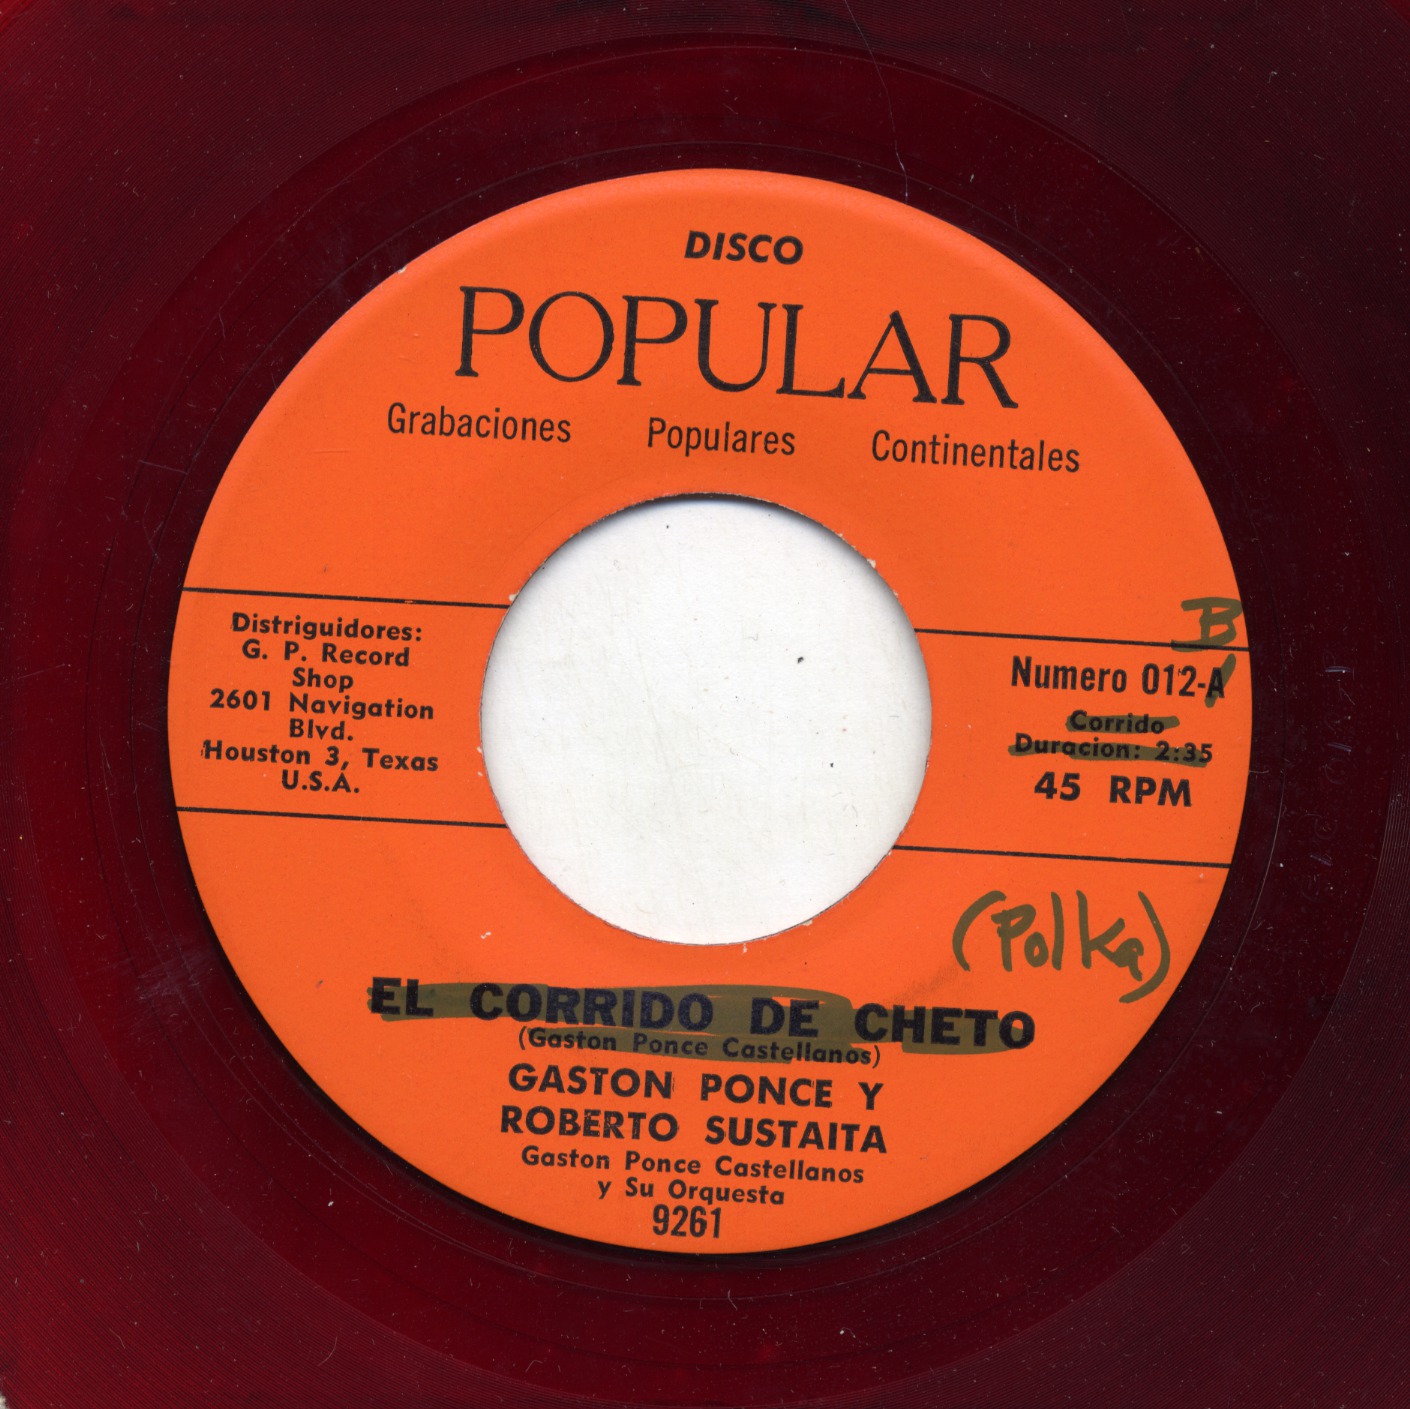 DISCO
POPULAR
Grabaciones Populares Continentales
Distriguidores:
G. P. Record
Shop
2601 Navigation
Blvd.
Houston 3, Texas
U.S.A.
B
Numero 012-A
Corrido
Duracion: 2:35
45 RPM
(Polka)
EL CORRIDO DE CHETO
(Gaston Ponce Castellanos)
GASTON PONCE Y
ROBERTO SUSTAITA
Gaston Ponce Castellanos
y Su Orquesta
9261